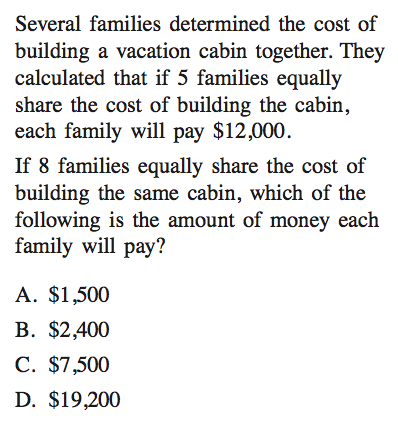 Several families determined the cost of
building a vacation cabin together. They
calculated that if 5 families equally
share the cost of building the cabin,
each family will pay $12,000.
If 8 families equally share the cost of
building the same cabin, which of the
following is the amount of money each
family will pay?
A. $1,500
B. $2,400
C. $7,500
D. $19,200